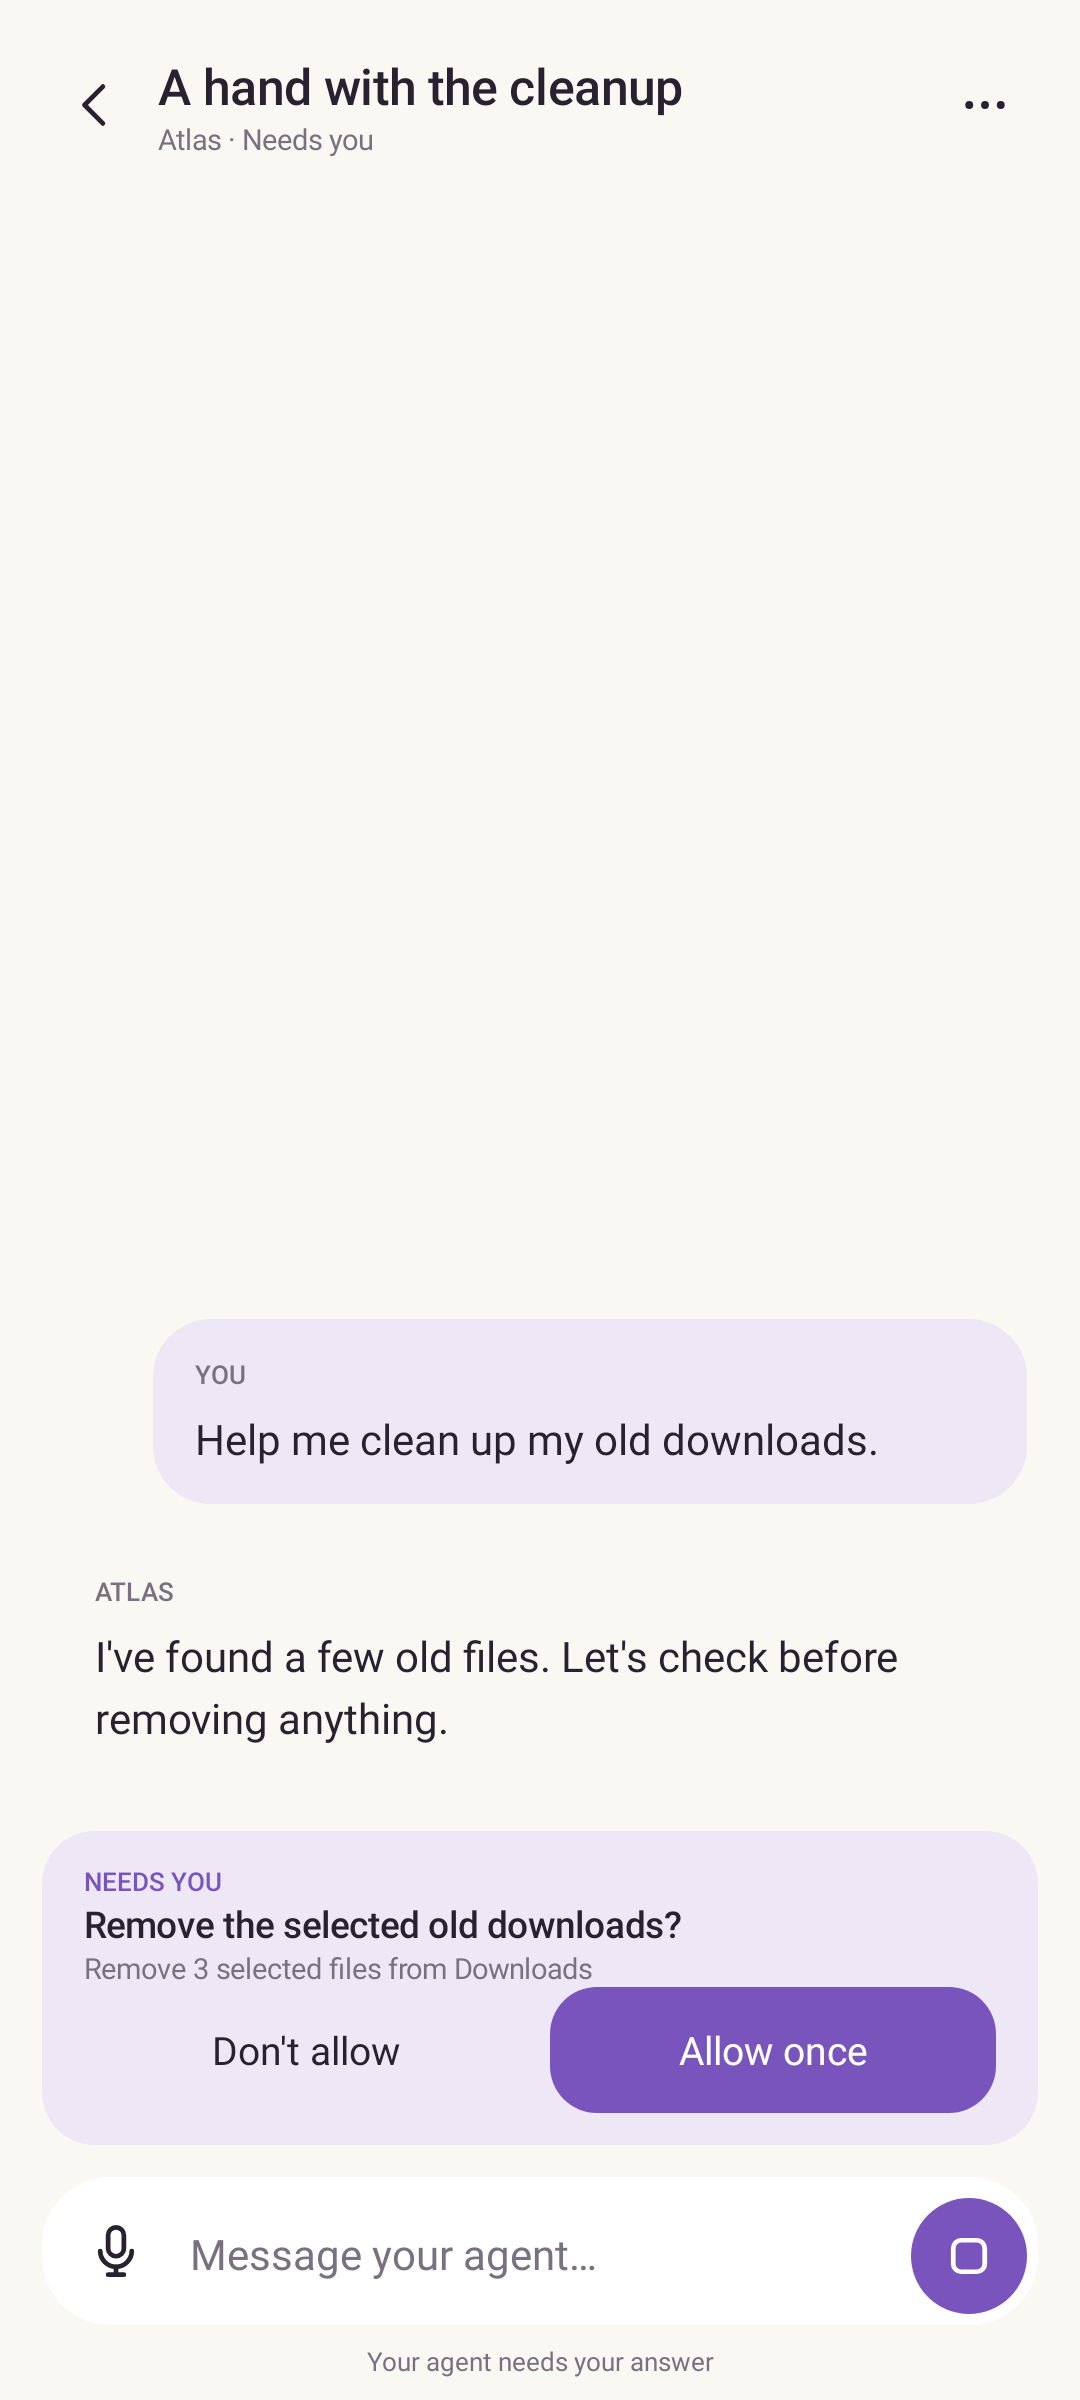 A hand with the cleanup
Atlas · Needs you
YOU
Help me clean up my old downloads.
ATLAS
I've found a few old files. Let's check before
removing anything.
NEEDS YOU
Remove the selected old downloads?
Remove 3 selected files from Downloads
Don't allow
Allow once
Message your agent…
Your agent needs your answer